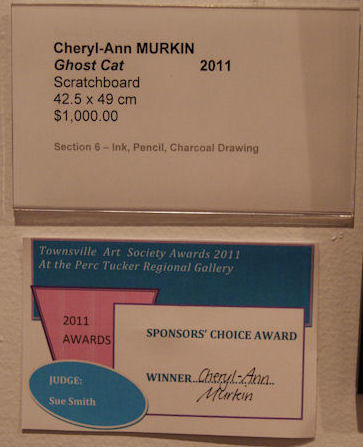 Cheryl-Ann MURKIN
Ghost Cat 2011
Scratchboard
42.5 x 49 cm
$1,000.00
Section 6 – Ink, Pencil, Charcoal Drawing
Townsville Art Society Awards 2011
At the Perc Tucker Regional Gallery
2011
AWARDS
SPONSORS' CHOICE AWARD
WINNER...Cheryl-Ann...
Murkin
JUDGE:
Sue Smith